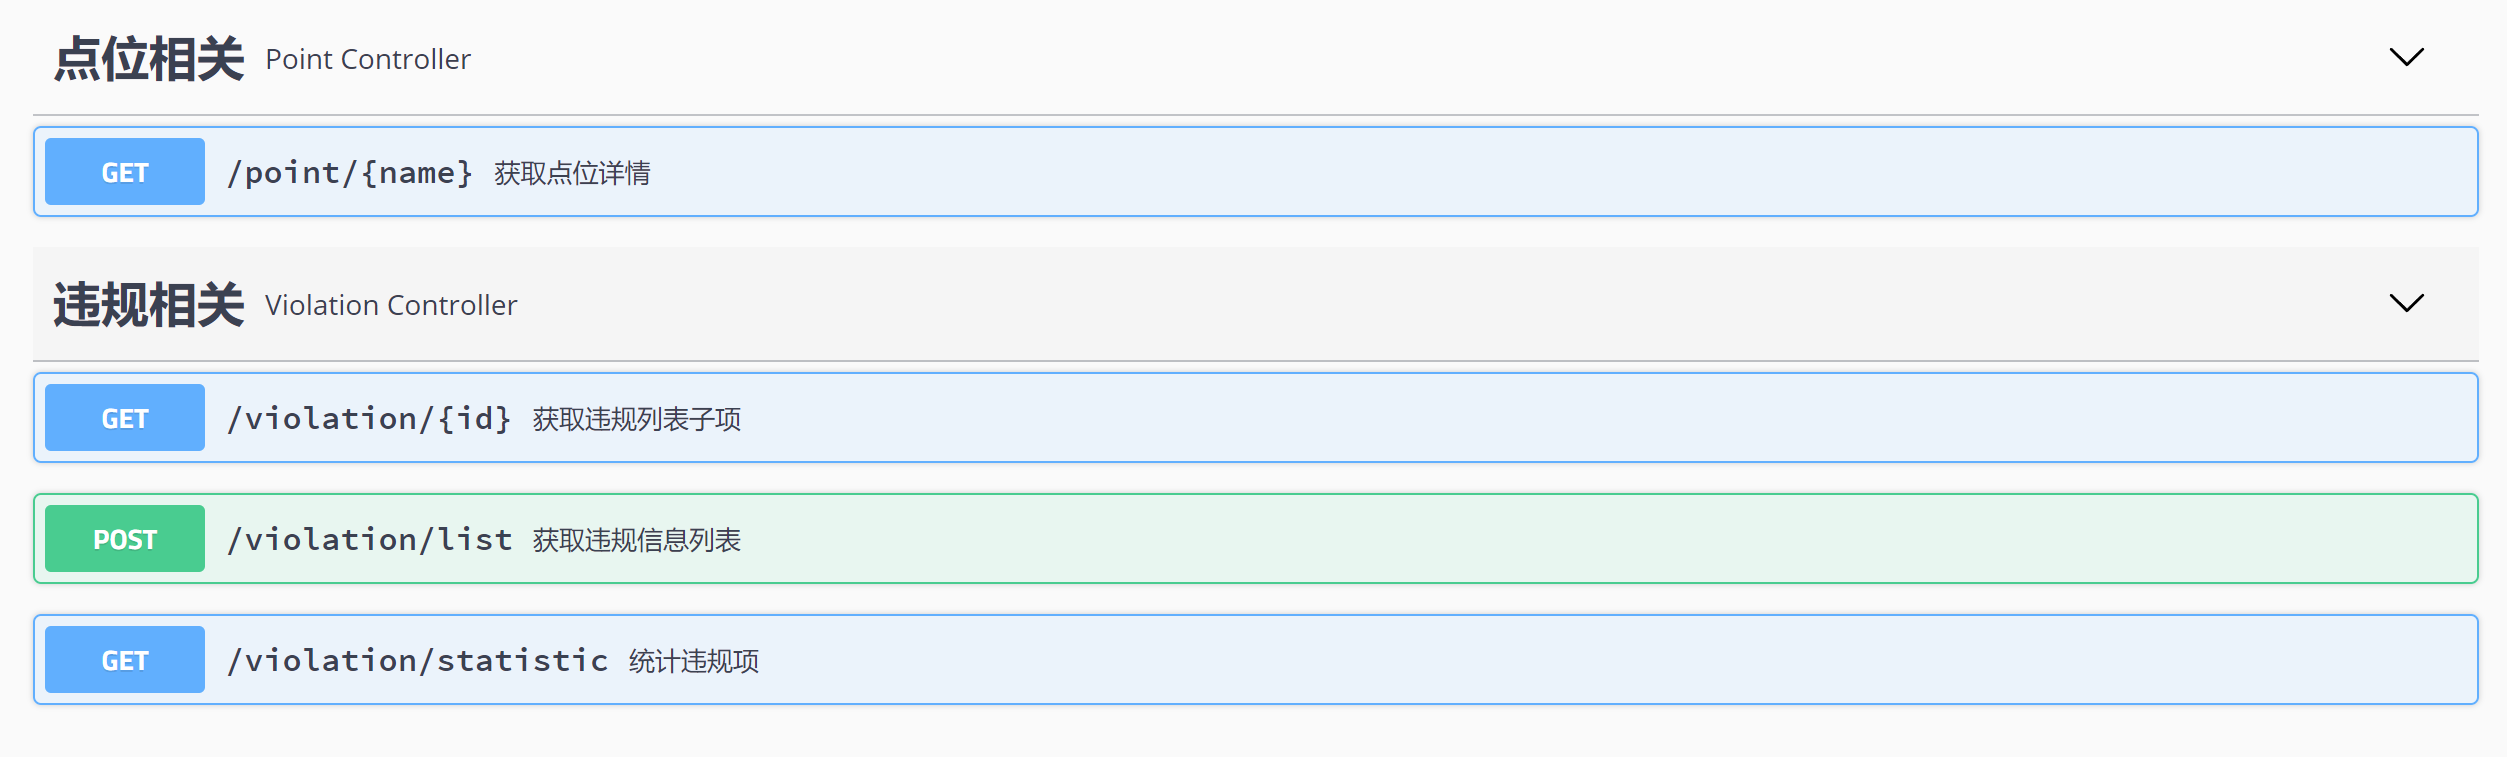 点位相关 Point Controller
GET /point/{name} 获取点位详情
违规相关 Violation Controller
GET /violation/{id} 获取违规列表子项
POST /violation/list 获取违规信息列表
GET /violation/statistic 统计违规项